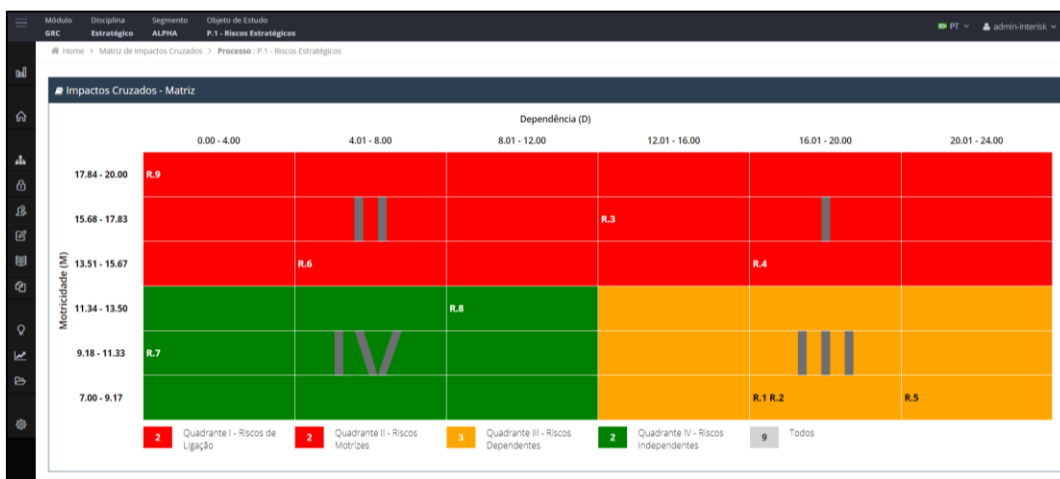 Módulo Disciplina Segmento Objeto de Estudo
GRC Estratégico ALPHA P.1 - Riscos Estratégicos
PT admin-interisk
Home > Matriz de Impactos Cruzados > Processo : P.1 - Riscos Estratégicos
Impactos Cruzados - Matriz
Dependência (D)
0.00 - 4.00 4.01 - 8.00 8.01 - 12.00 12.01 - 16.00 16.01 - 20.00 20.01 - 24.00
Motricidade (M)
17.84 - 20.00 R.9
15.68 - 17.83 II R.3 I
13.51 - 15.67 R.6 R.4
11.34 - 13.50 R.8
9.18 - 11.33 R.7 IV III
7.00 - 9.17 R.1 R.2 R.5
2 Quadrante I - Riscos de Ligação
2 Quadrante II - Riscos Motrizes
3 Quadrante III - Riscos Dependentes
2 Quadrante IV - Riscos Independentes
9 Todos